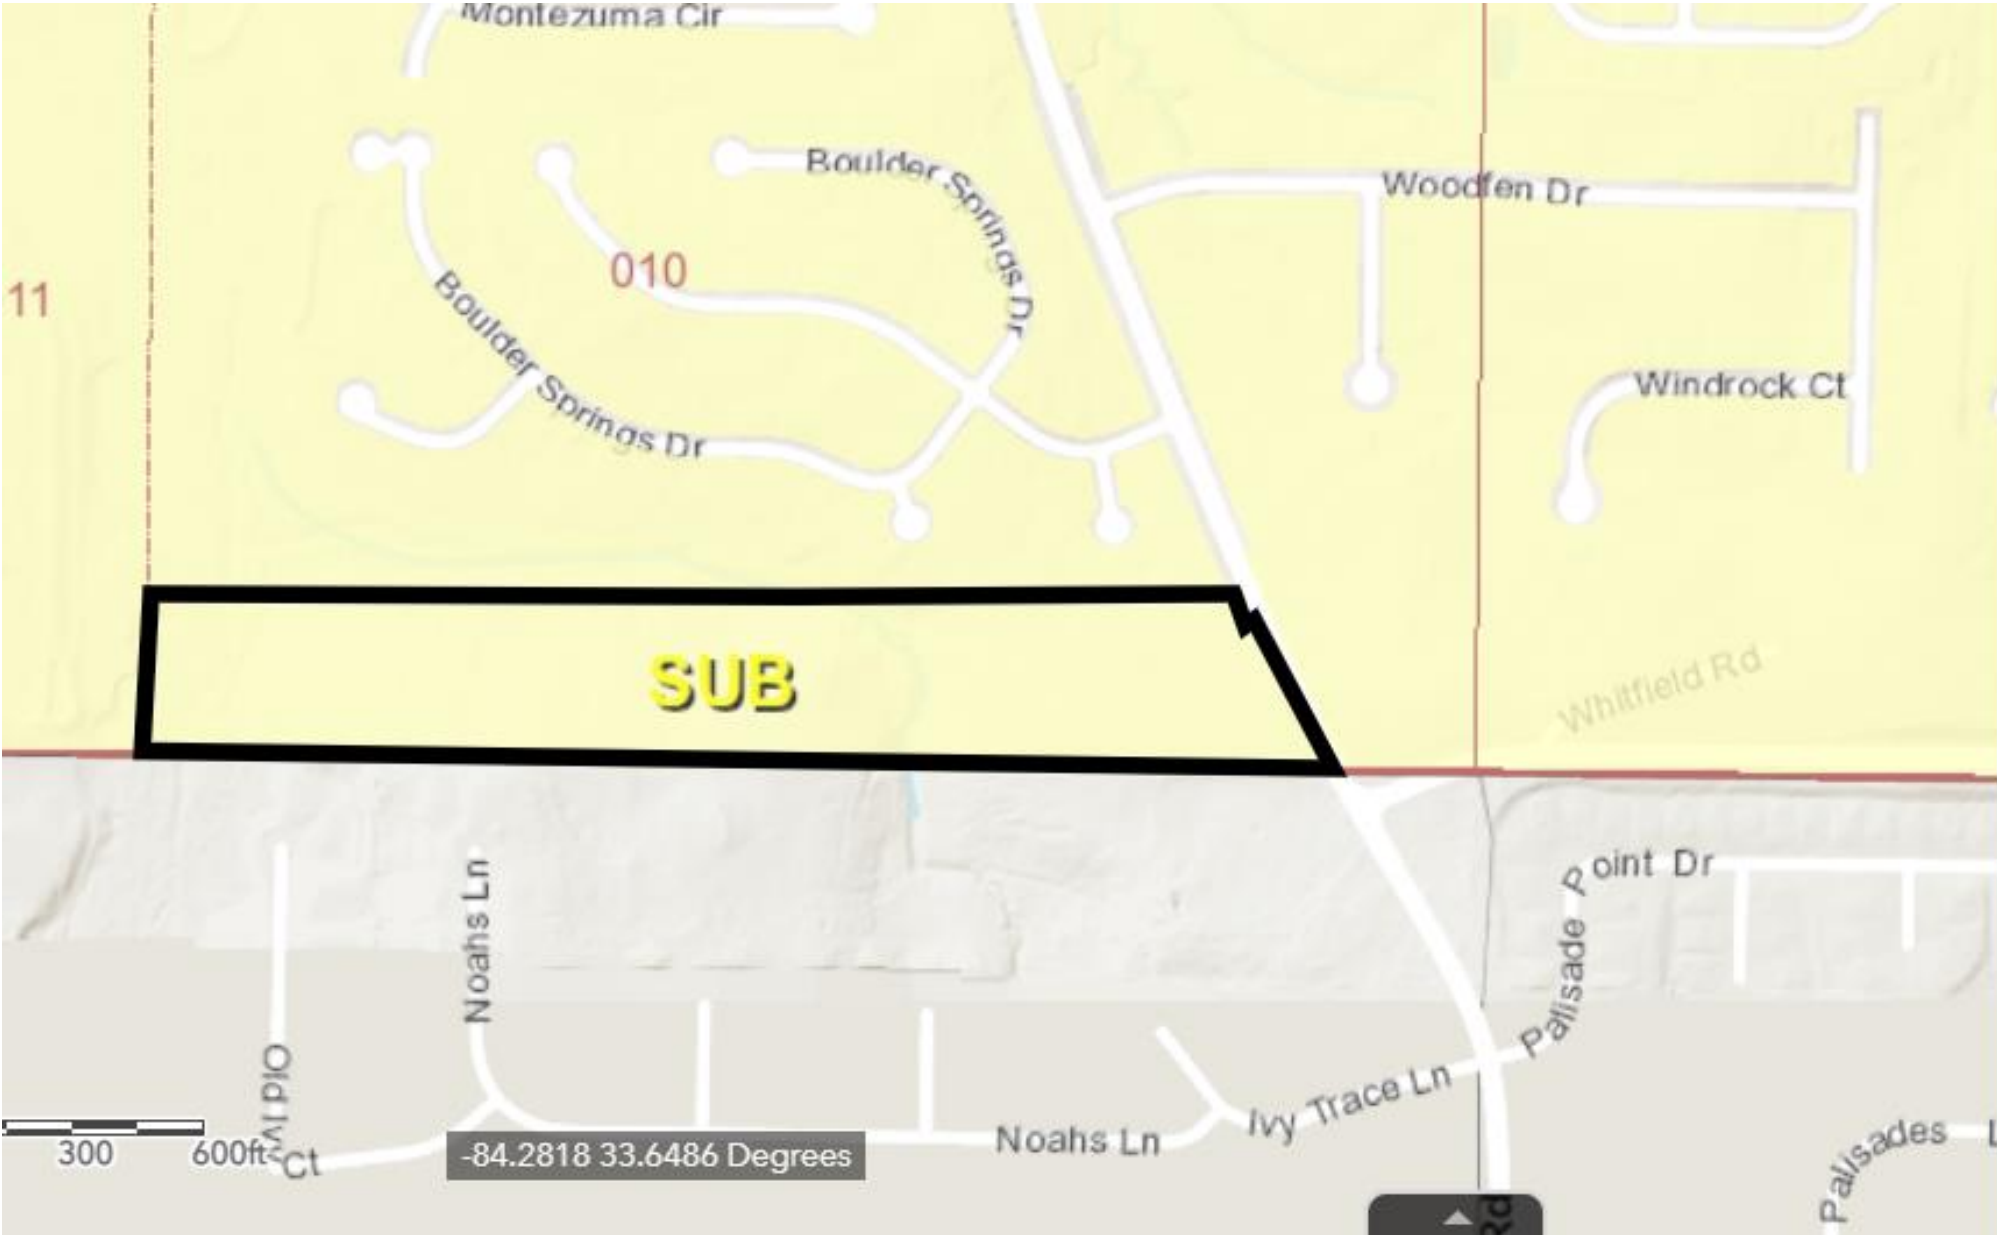 Montezuma Cir
Boulder Springs Dr
Woodfen Dr
010
11
Boulder Springs Dr
Windrock Ct
SUB
Whitfield Rd
Point Dr
Palisade
Noahs Ln
Old Ivy
Ct
Ivy Trace Ln
Noahs Ln
Palisades L
300
600ft
-84.2818 33.6486 Degrees
Rd